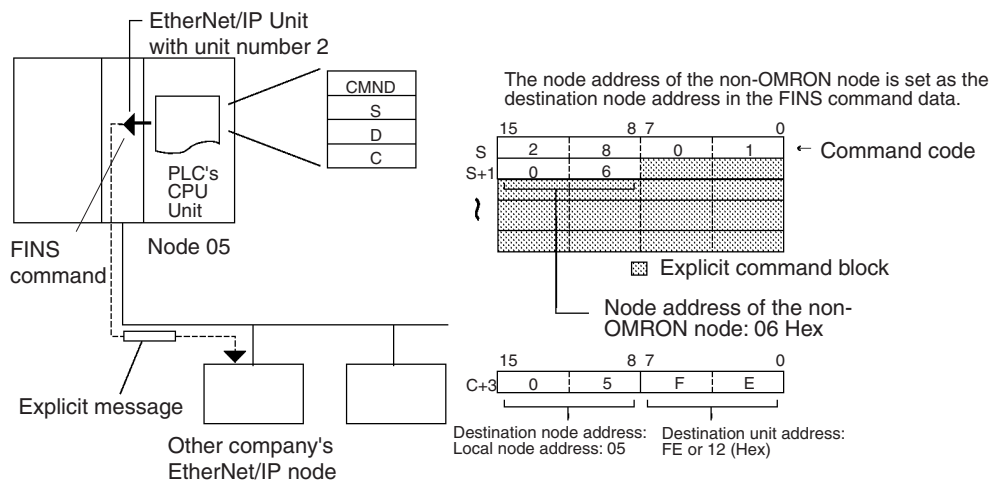 EtherNet/IP Unit
with unit number 2
CMND
S
D
C
PLC's
CPU
Unit
FINS
command
Node 05
Explicit message
Other company's
EtherNet/IP node
The node address of the non-OMRON node is set as the
destination node address in the FINS command data.
15 8 7 0
S 2 8 0 1 ← Command code
S+1 0 6
~
Explicit command block
Node address of the non-
OMRON node: 06 Hex
15 8 7 0
C+3 0 5 F E
Destination node address:
Local node address: 05
Destination unit address:
FE or 12 (Hex)